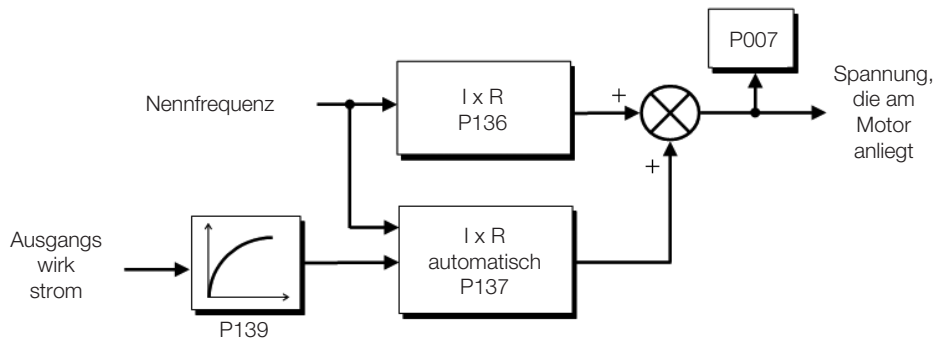 P007
Nennfrequenz
I x R
P136
+
Spannung,
die am
Motor
anliegt
+
Ausgangs
wirk
strom
P139
I x R
automatisch
P137